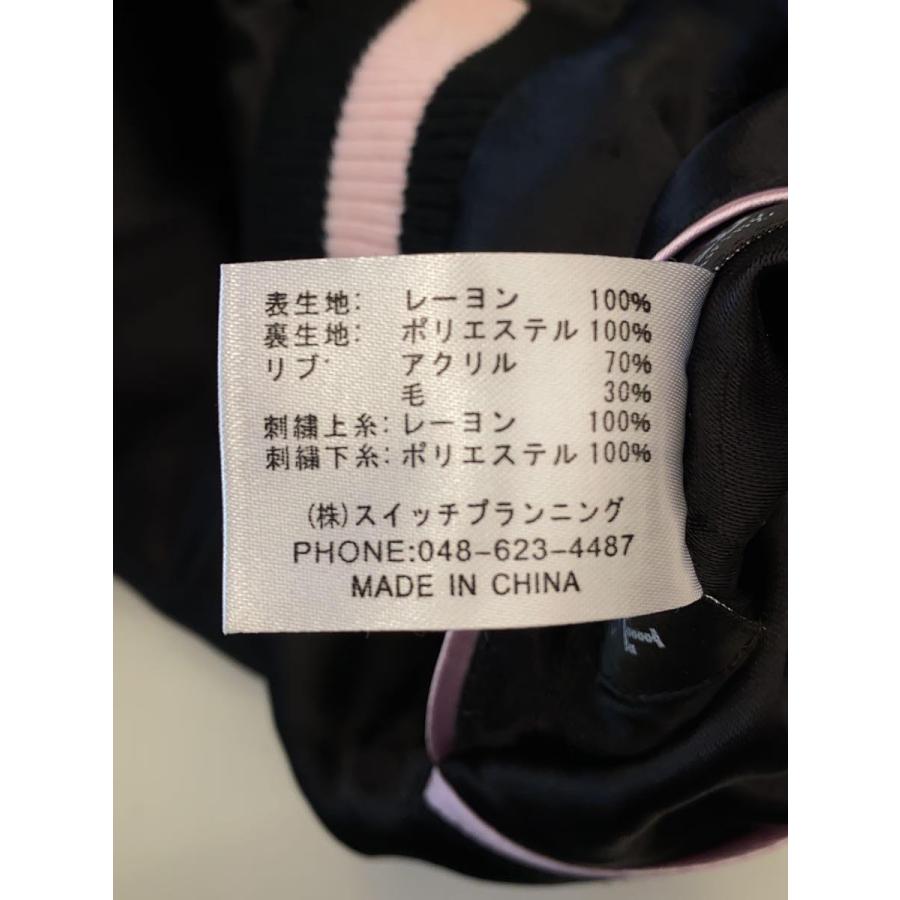 表生地: レーヨン 100%
裏生地: ポリエステル 100%
リブ: アクリル 70%
毛 30%
刺繍上糸: レーヨン 100%
刺繍下糸: ポリエステル 100%
(株)スイッチプランニング
PHONE:048-623-4487
MADE IN CHINA